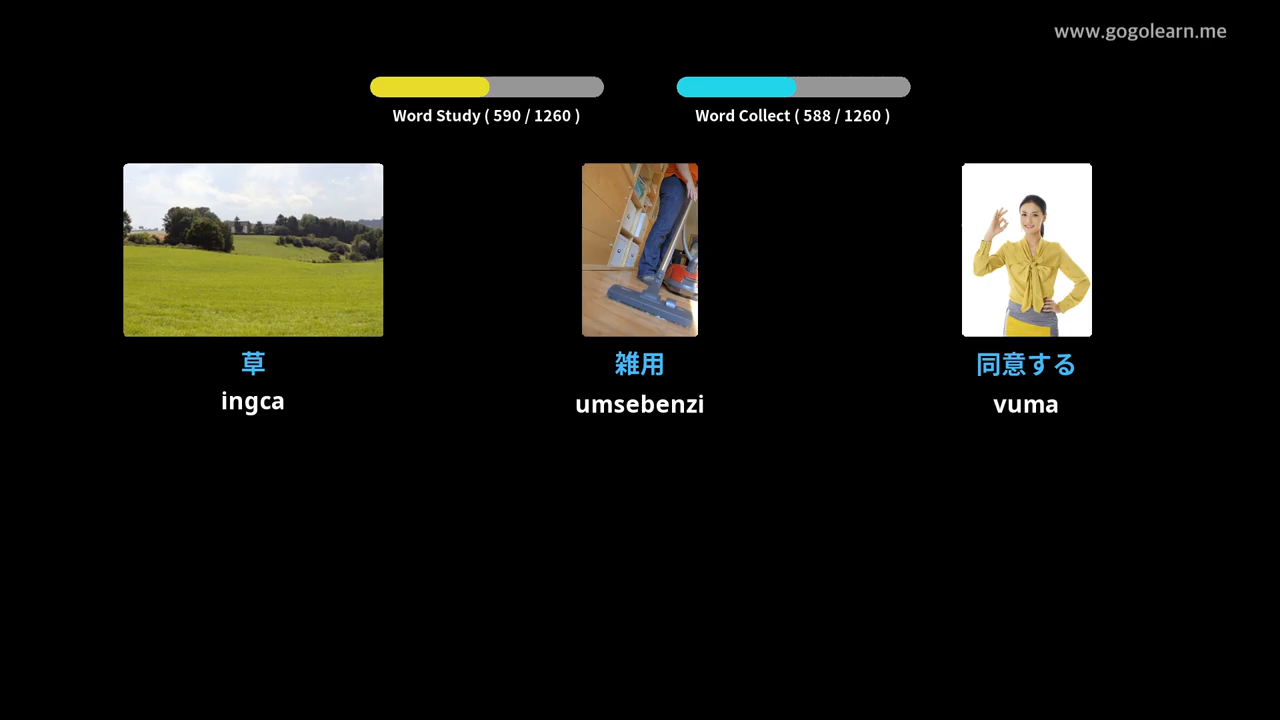 www.gogolearn.me
Word Study ( 590 / 1260 )
Word Collect ( 588 / 1260 )
草
ingca
雑用
umsebenzi
同意する
vuma